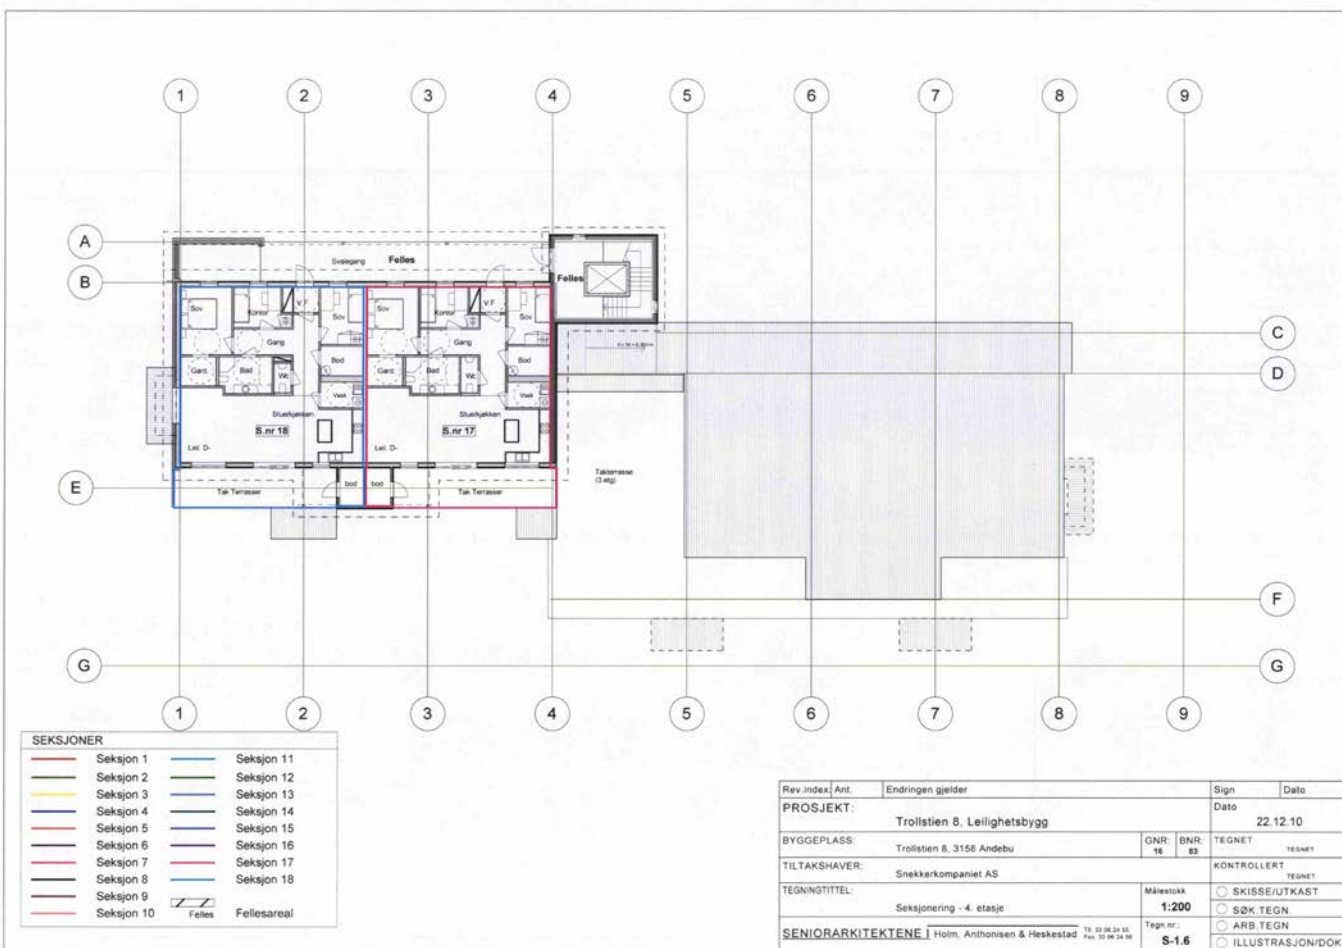 1 2 3 4 5 6 7 8 9
A
Svalegang Felles
B
Felles
Sov Kontor V.F Sov Sov Kontor V.F Sov
C
Gang Gang
Bod Bod
Gard. Bad Wc Gard. Bad Wc
D
Vask Vask
Stue/kjøkken Stue/kjøkken
S.nr 18 S.nr 17
Leil. D- Leil. D-
Takterrasse
(3.etg)
E
bod bod
Tak Terrasser Tak Terrasser
F
G G
1 2 3 4 5 6 7 8 9
SEKSJONER
Seksjon 1 Seksjon 11
Seksjon 2 Seksjon 12
Seksjon 3 Seksjon 13
Seksjon 4 Seksjon 14
Seksjon 5 Seksjon 15
Seksjon 6 Seksjon 16
Seksjon 7 Seksjon 17
Seksjon 8 Seksjon 18
Seksjon 9
Seksjon 10 Felles Fellesareal
Rev.index. Ant. Endringen gjelder Sign Dato
PROSJEKT: Dato
Trollstien 8, Leilighetsbygg 22.12.10
BYGGEPLASS: GNR: BNR: TEGNET
Trollstien 8, 3158 Andebu 16 83 TEGNET
TILTAKSHAVER: KONTROLLERT
Snekkerkompaniet AS TEGNET
TEGNINGTITTEL: Målestokk SKISSE/UTKAST
Seksjonering - 4. etasje 1:200 SØK.TEGN.
Tegn nr.: ARB.TEGN
SENIORARKITEKTENE Holm, Anthonisen & Heskestad S-1.6 ILLUSTRASJON/DOK